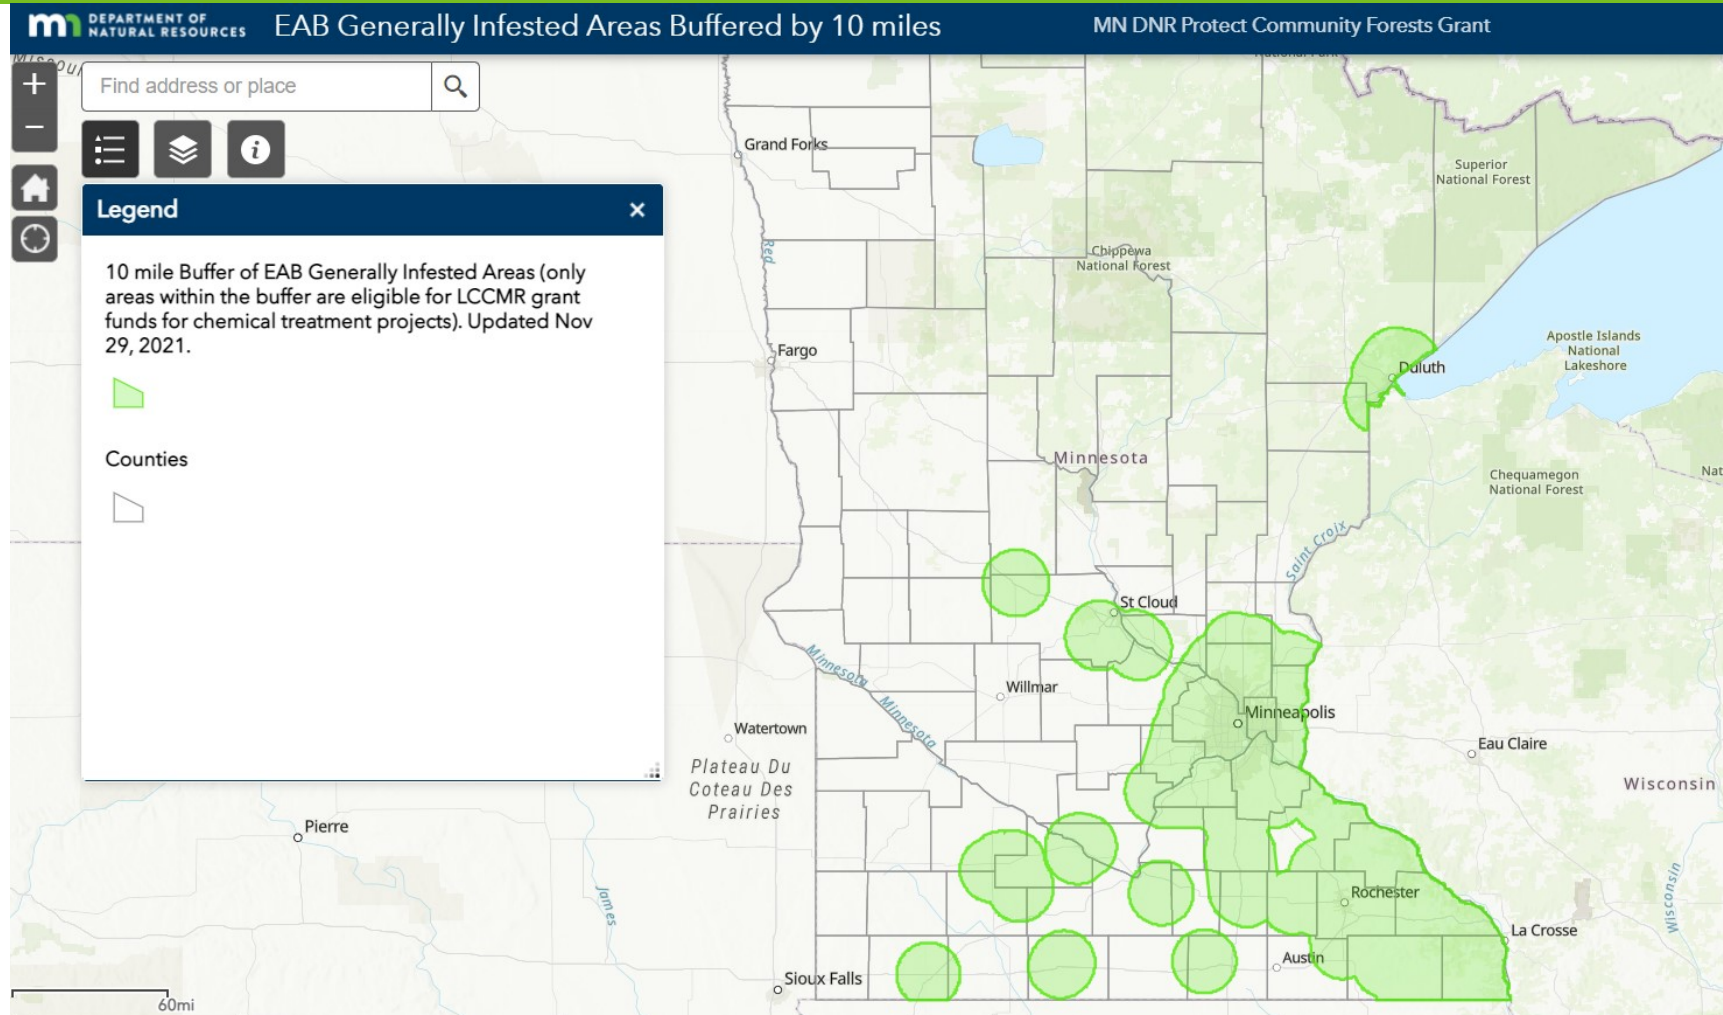 DEPARTMENT OF
NATURAL RESOURCES
EAB Generally Infested Areas Buffered by 10 miles
MN DNR Protect Community Forests Grant
Find address or place
Legend
10 mile Buffer of EAB Generally Infested Areas (only
areas within the buffer are eligible for LCCMR grant
funds for chemical treatment projects). Updated Nov
29, 2021.
Counties
Grand Forks
Red
Superior
National Forest
Chippewa
National Forest
Fargo
Apostle Islands
National
Lakeshore
Duluth
Minnesota
Chequamegon
National Forest
Nat
Saint Croix
St Cloud
Minnesota
Minnesota
Willmar
Minneapolis
Watertown
Eau Claire
Plateau Du
Coteau Des
Prairies
Wisconsin
Pierre
James
Rochester
Wisconsin
La Crosse
Austin
Sioux Falls
60mi